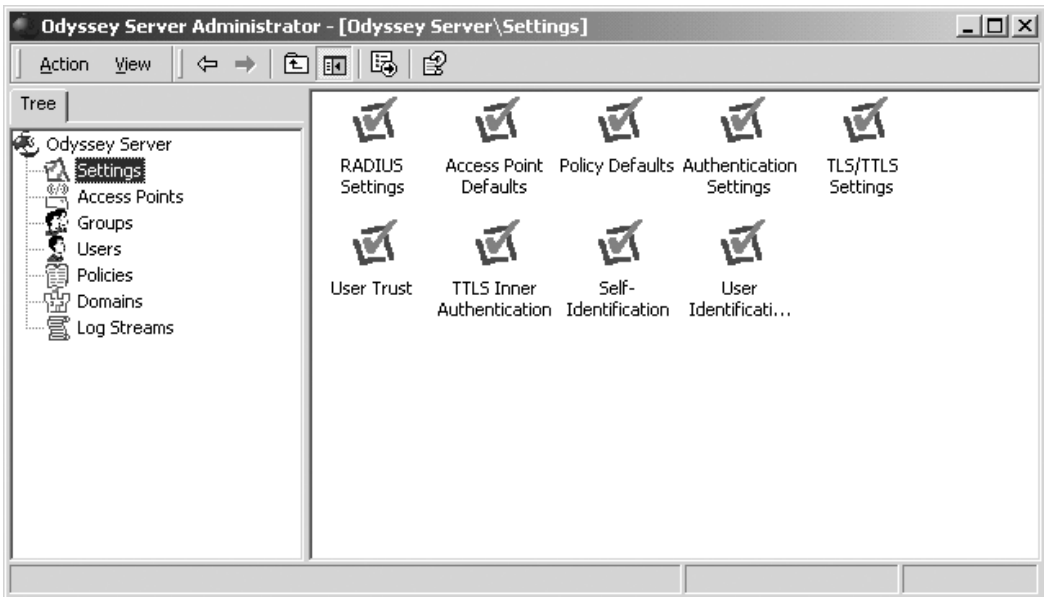 Odyssey Server Administrator - [Odyssey Server\Settings]
Action View
Tree
Odyssey Server
Settings
Access Points
Groups
Users
Policies
Domains
Log Streams
RADIUS Settings
Access Point Defaults
Policy Defaults
Authentication Settings
TLS/TTLS Settings
User Trust
TTLS Inner Authentication
Self-Identification
User Identificati...